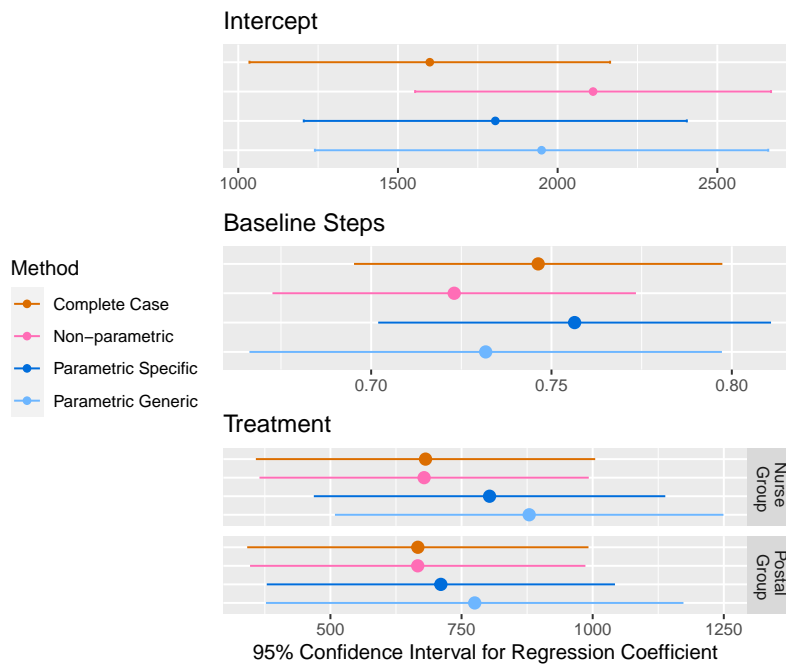 Intercept
1000 1500 2000 2500
Baseline Steps
0.70 0.75 0.80
Method
Complete Case
Non−parametric
Parametric Specific
Parametric Generic
Treatment
Nurse
Group
Postal
Group
500 750 1000 1250
95% Confidence Interval for Regression Coefficient